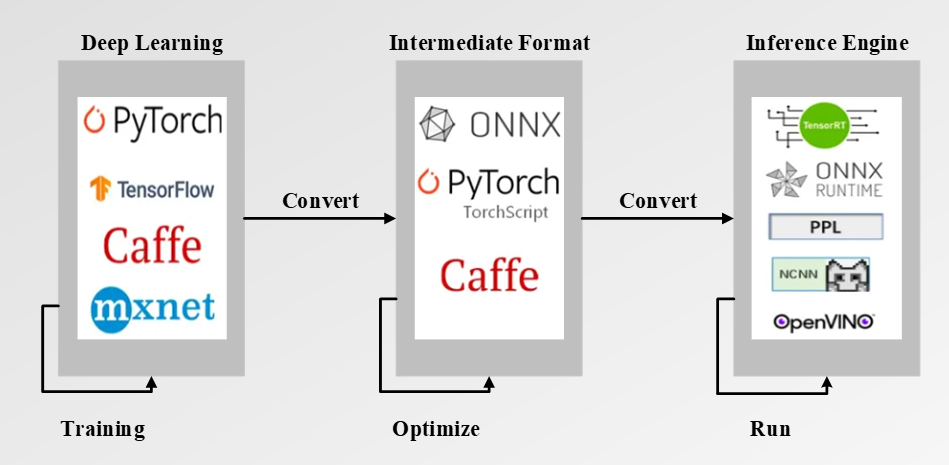 Deep Learning
PyTorch
TensorFlow
Caffe
mxnet
Training
Convert
Intermediate Format
ONNX
PyTorch
TorchScript
Caffe
Optimize
Convert
Inference Engine
TensorRT
ONNX
RUNTIME
PPL
NCNN
OpenVINO
Run